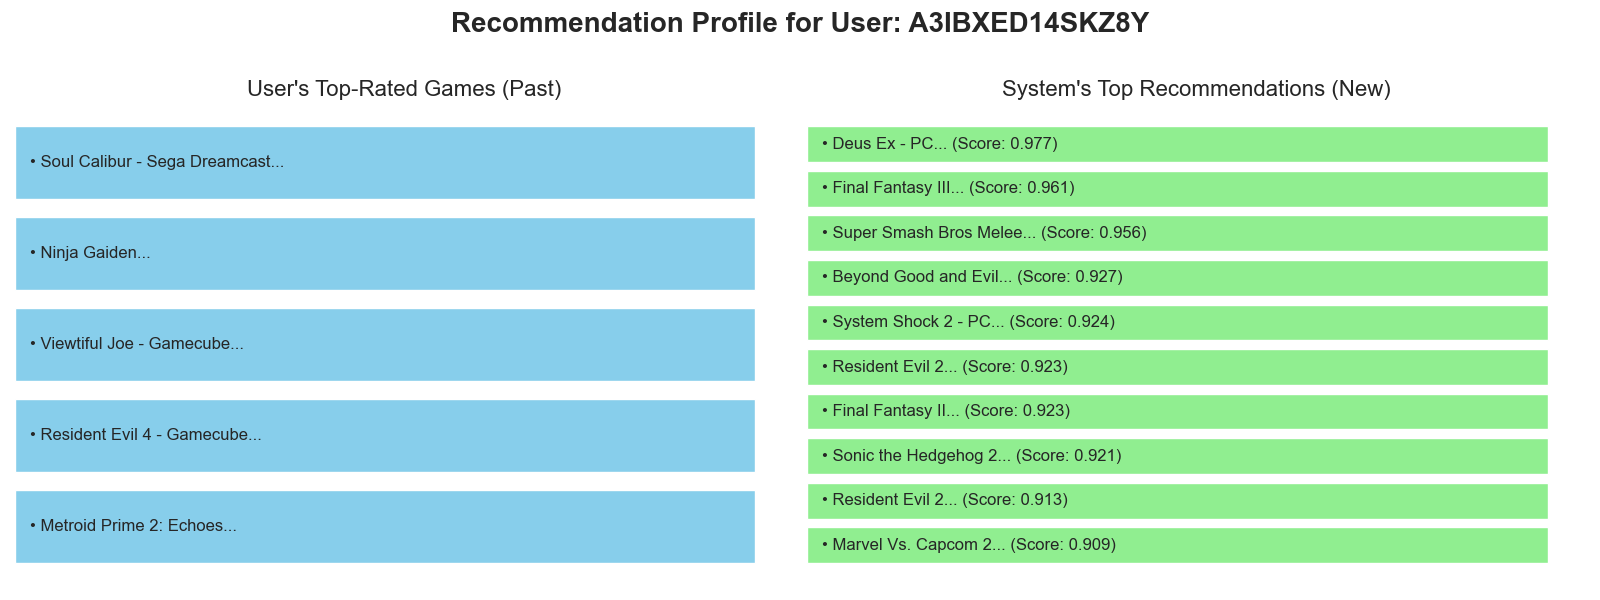 Recommendation Profile for User: A3IBXED14SKZ8Y
User's Top-Rated Games (Past)
• Soul Calibur - Sega Dreamcast...
• Ninja Gaiden...
• Viewtiful Joe - Gamecube...
• Resident Evil 4 - Gamecube...
• Metroid Prime 2: Echoes...
System's Top Recommendations (New)
• Deus Ex - PC... (Score: 0.977)
• Final Fantasy III... (Score: 0.961)
• Super Smash Bros Melee... (Score: 0.956)
• Beyond Good and Evil... (Score: 0.927)
• System Shock 2 - PC... (Score: 0.924)
• Resident Evil 2... (Score: 0.923)
• Final Fantasy II... (Score: 0.923)
• Sonic the Hedgehog 2... (Score: 0.921)
• Resident Evil 2... (Score: 0.913)
• Marvel Vs. Capcom 2... (Score: 0.909)